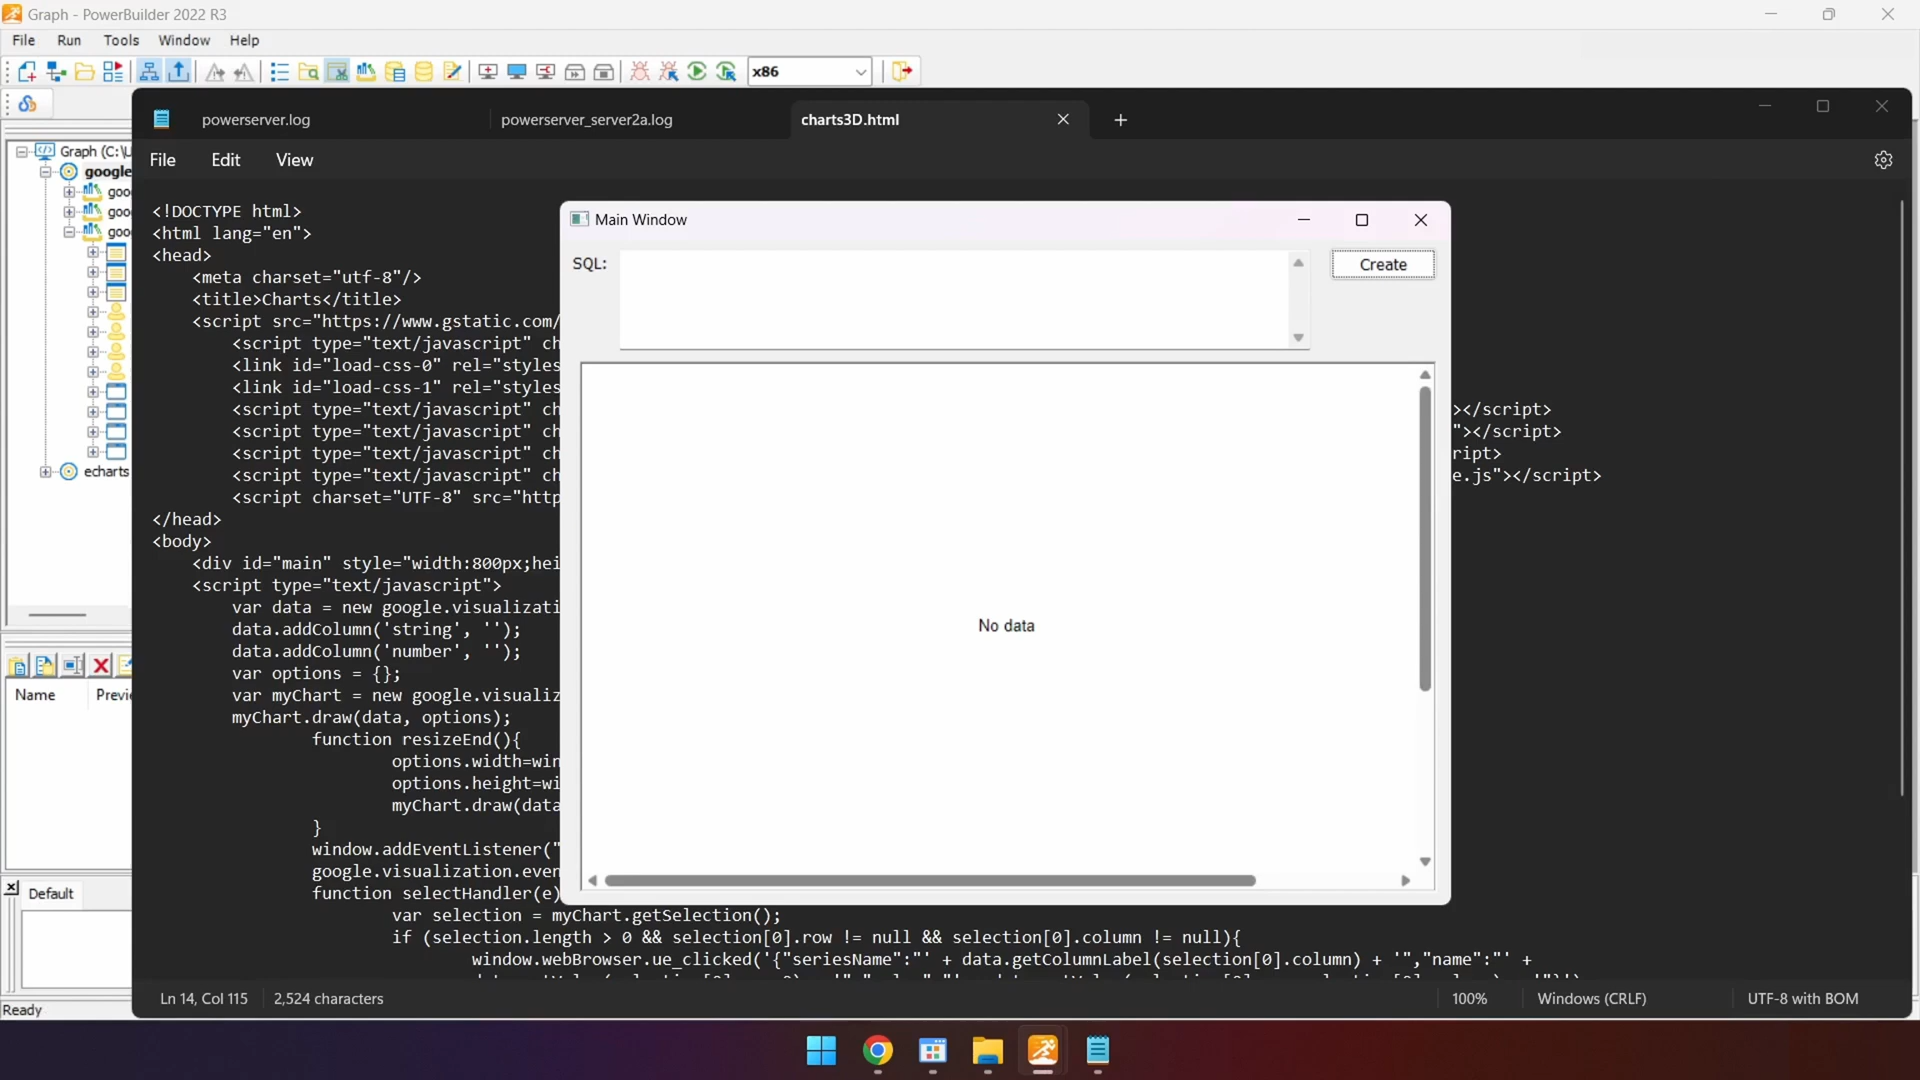 Graph - PowerBuilder 2022 R3
File Run Tools Window Help
x86
powerserver.log powerserver_server2a.log charts3D.html
File Edit View
Graph (C:\U
google
goo
goo
goo
echarts
Name Previe
Default
Ready
<!DOCTYPE html>
<html lang="en">
<head>
<meta charset="utf-8"/>
<title>Charts</title>
<script src="https://www.gstatic.com/
<script type="text/javascript" ch
<link id="load-css-0" rel="styles
<link id="load-css-1" rel="styles
<script type="text/javascript" ch ></script>
<script type="text/javascript" ch "></script>
<script type="text/javascript" ch ript>
<script type="text/javascript" ch e.js"></script>
<script charset="UTF-8" src="http
</head>
<body>
<div id="main" style="width:800px;hei
<script type="text/javascript">
var data = new google.visualizati
data.addColumn('string', '');
data.addColumn('number', '');
var options = {};
var myChart = new google.visualiz
myChart.draw(data, options);
function resizeEnd(){
options.width=win
options.height=wi
myChart.draw(data
}
window.addEventListener("
google.visualization.even
function selectHandler(e)
var selection = myChart.getSelection();
if (selection.length > 0 && selection[0].row != null && selection[0].column != null){
window.webBrowser.ue_clicked('{"seriesName":"' + data.getColumnLabel(selection[0].column) + '","name":"' +
Main Window
SQL:
Create
No data
Ln 14, Col 115 2,524 characters 100% Windows (CRLF) UTF-8 with BOM